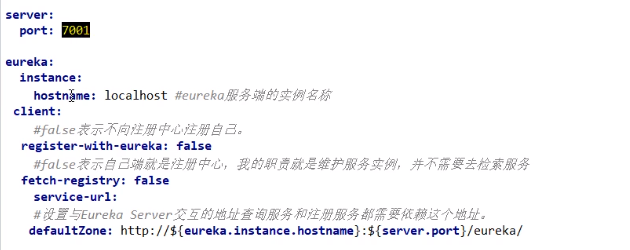 server:
port: 7001
eureka:
instance:
hostname: localhost #eureka服务端的实例名称
client:
#false表示不向注册中心注册自己。
register-with-eureka: false
#false表示自己端就是注册中心，我的职责就是维护服务实例，并不需要去检索服务
fetch-registry: false
service-url:
#设置与Eureka Server交互的地址查询服务和注册服务都需要依赖这个地址。
defaultZone: http://${eureka.instance.hostname}:${server.port}/eureka/